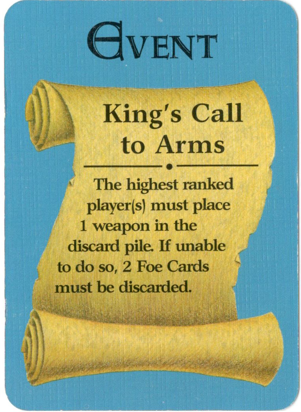 EVENT
King's Call
to Arms
The highest ranked
player(s) must place
1 weapon in the
discard pile. If unable
to do so, 2 Foe Cards
must be discarded.